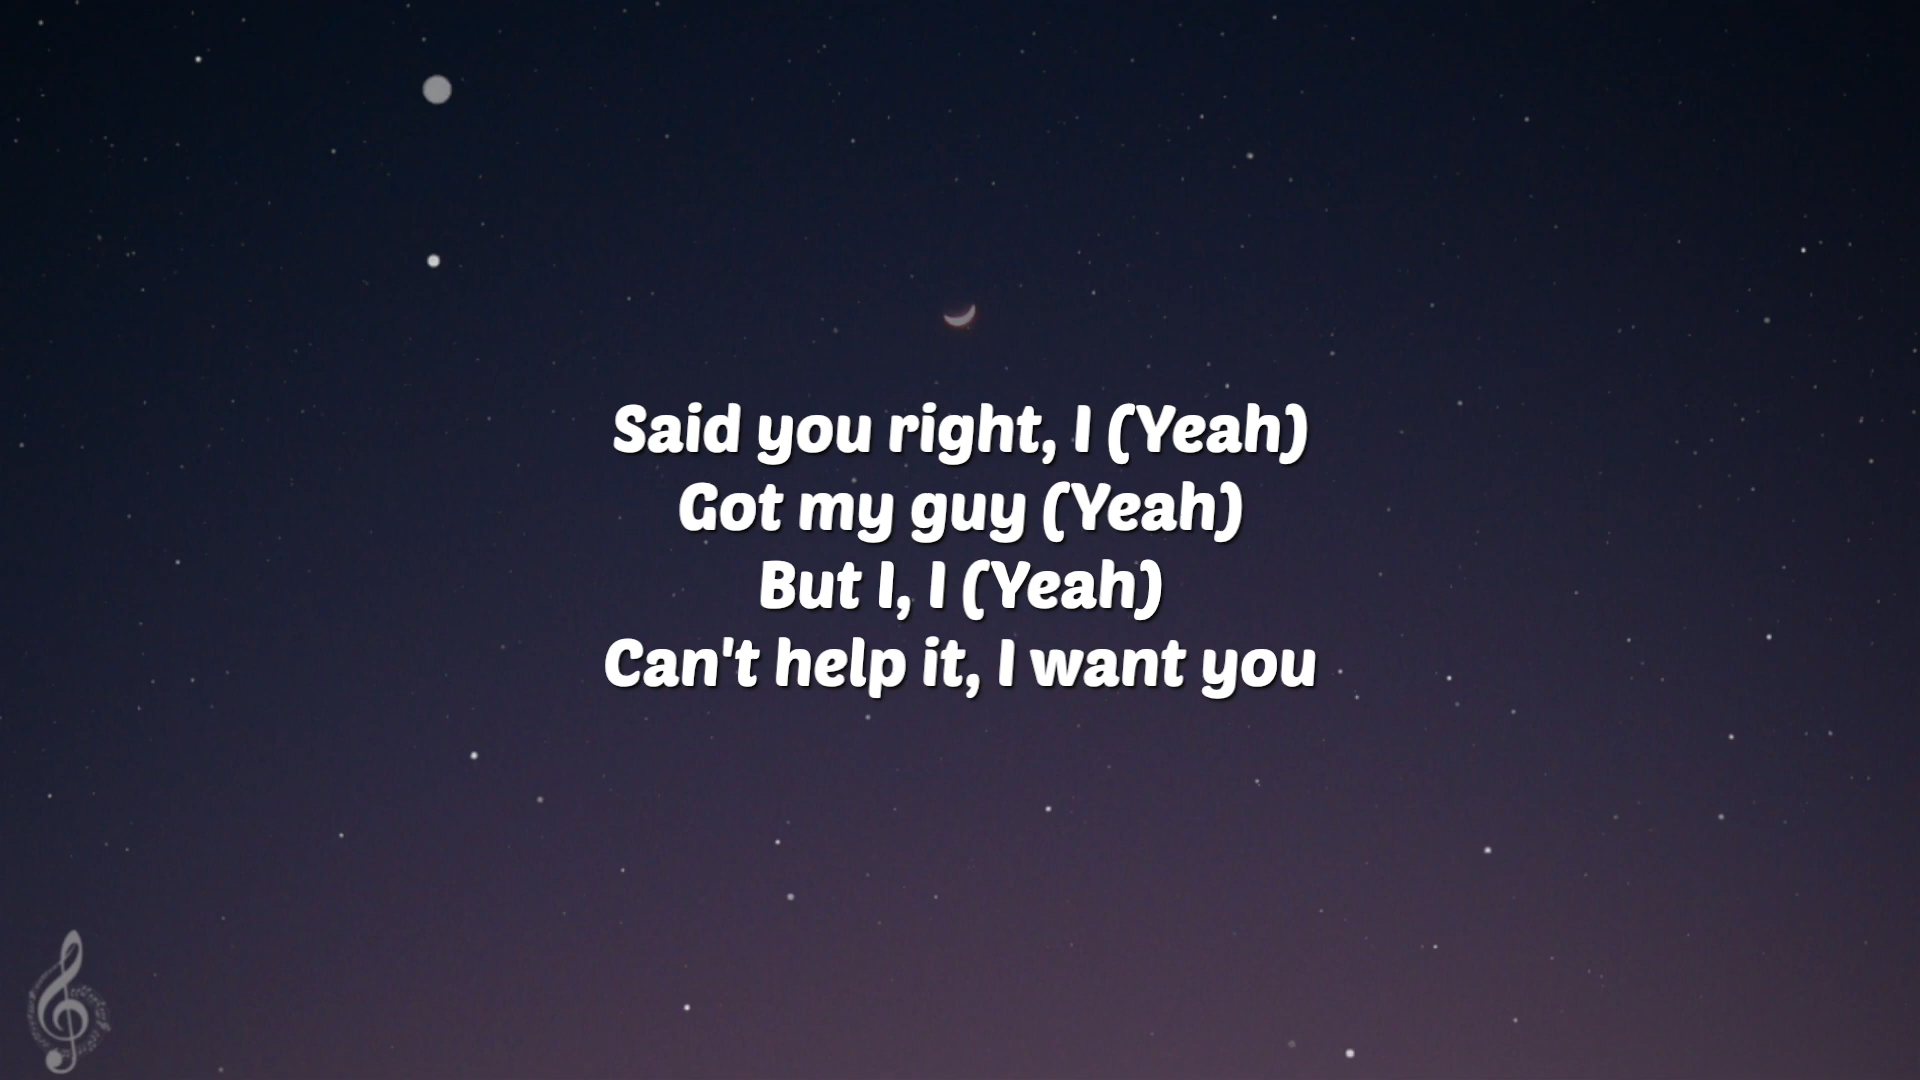 Said you right, I (Yeah)
Got my guy (Yeah)
But I, I (Yeah)
Can't help it, I want you